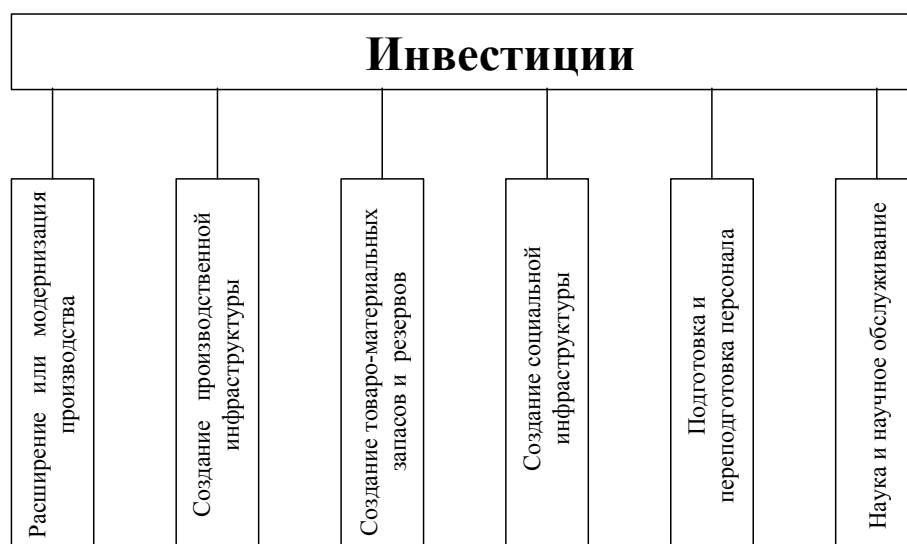 Инвестиции
Расширение или модернизация
производства
Создание производственной
инфраструктуры
Создание товаро-материальных
запасов и резервов
Создание социальной
инфраструктуры
Подготовка и
переподготовка персонала
Наука и научное обслуживание